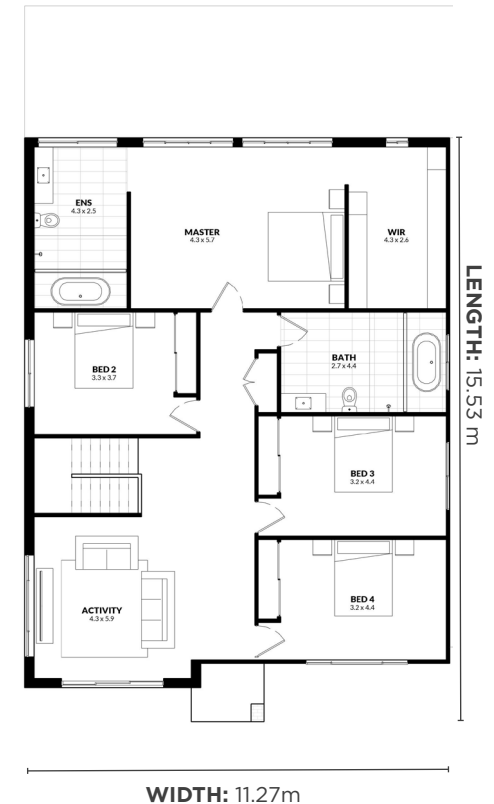 ENS
4.3 x 2.5
MASTER
4.3 x 5.7
WIR
4.3 x 2.6
BED 2
3.3 x 3.7
BATH
2.7 x 4.4
LENGTH: 15.53 m
BED 3
3.2 x 4.4
ACTIVITY
4.3 x 5.9
BED 4
3.2 x 4.4
WIDTH: 11.27m